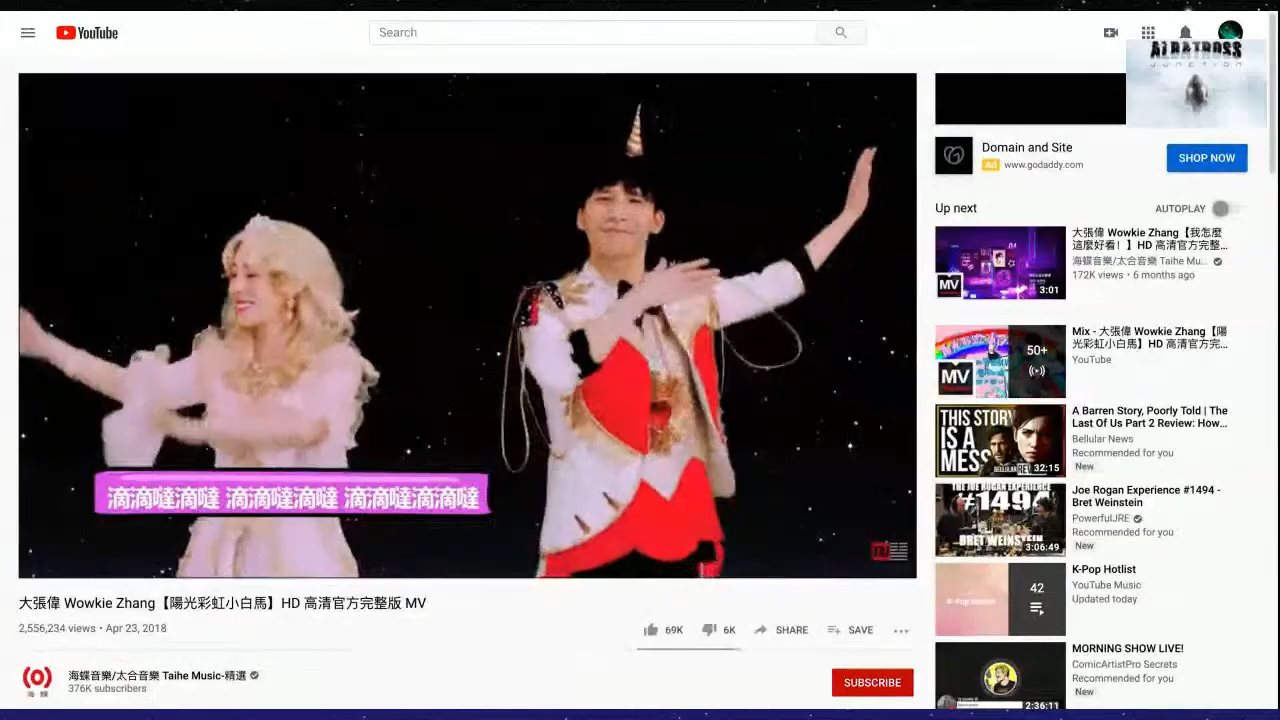 YouTube
Search
ALBATROSS
JUNCTION
Domain and Site
Ad www.godaddy.com
SHOP NOW
Up next
AUTOPLAY
大張偉 Wowkie Zhang【我怎麼
這麼好看！】HD 高清官方完整...
海蝶音樂/太合音樂 Taihe Mu...
172K views • 6 months ago
MV
3:01
Mix - 大張偉 Wowkie Zhang【陽
光彩虹小白馬】HD 高清官方完...
YouTube
50+
MV
A Barren Story, Poorly Told | The
Last Of Us Part 2 Review: How...
Bellular News
Recommended for you
New
THIS STORY
IS A
MESS
32:15
Joe Rogan Experience #1494 -
Bret Weinstein
PowerfulJRE
Recommended for you
New
THE JOE ROGAN EXPERIENCE
#1494
BRET WEINSTEIN
3:06:49
K-Pop Hotlist
YouTube Music
Updated today
K-Pop Hotlist
42
MORNING SHOW LIVE!
ComicArtistPro Secrets
Recommended for you
New
2:36:11
滴滴噠滴噠 滴滴噠滴噠 滴滴噠滴滴噠
大張偉 Wowkie Zhang【陽光彩虹小白馬】HD 高清官方完整版 MV
2,556,234 views • Apr 23, 2018
69K
6K
SHARE
SAVE
海蝶音樂/太合音樂 Taihe Music-精選
376K subscribers
海 蝶
SUBSCRIBE